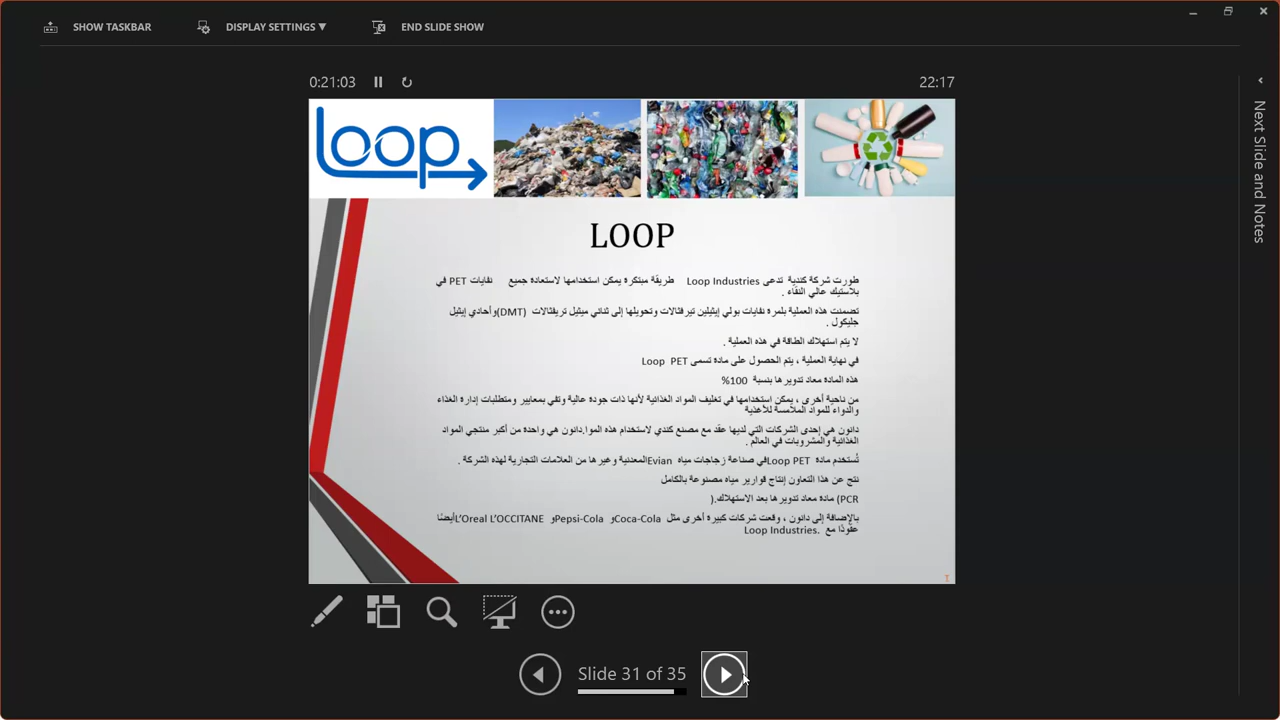 SHOW TASKBAR
DISPLAY SETTINGS ▼
END SLIDE SHOW
0:21:03
22:17
Next Slide and Notes
loop
LOOP
طورت شركة كندية تدعى Loop Industries طريقة مبتكرة يمكن استخدامها لاستعادة جميع نفايات PET في
بلاستيك عالي النقاء .
تضمنت هذه العملية بلمرة نفايات بولي إيثيلين تيرفثالات وتحويلها إلى ثنائي ميثيل تريفثالات (DMT)وأحادي إيثيل
جليكول .
لا يتم استهلاك الطاقة في هذه العملية .
في نهاية العملية ، يتم الحصول على مادة تسمى Loop PET
هذه المادة معاد تدويرها بنسبة 100%
من ناحية أخرى ، يمكن استخدامها في تغليف المواد الغذائية لأنها ذات جودة عالية وتفي بمعايير ومتطلبات إدارة الغذاء
والدواء للمواد الملامسة للأغذية
دانون هي إحدى الشركات التي لديها عقد مع مصنع كندي لاستخدام هذه الموا.دانون هي واحدة من أكبر منتجي المواد
الغذائية والمشروبات في العالم .
تُستخدم مادة Loop PETفي صناعة زجاجات مياه Evianالمعدنية وغيرها من العلامات التجارية لهذه الشركة .
نتج عن هذا التعاون إنتاج قوارير مياه مصنوعة بالكامل
PCR) مادة معاد تدويرها بعد الاستهلاك.(
بالإضافة إلى دانون ، وقعت شركات كبيرة أخرى مثل Coca-Colaو Pepsi-Colaو L'Oreal L'OCCITANEأيضًا
عقودًا مع Loop Industries.
Slide 31 of 35